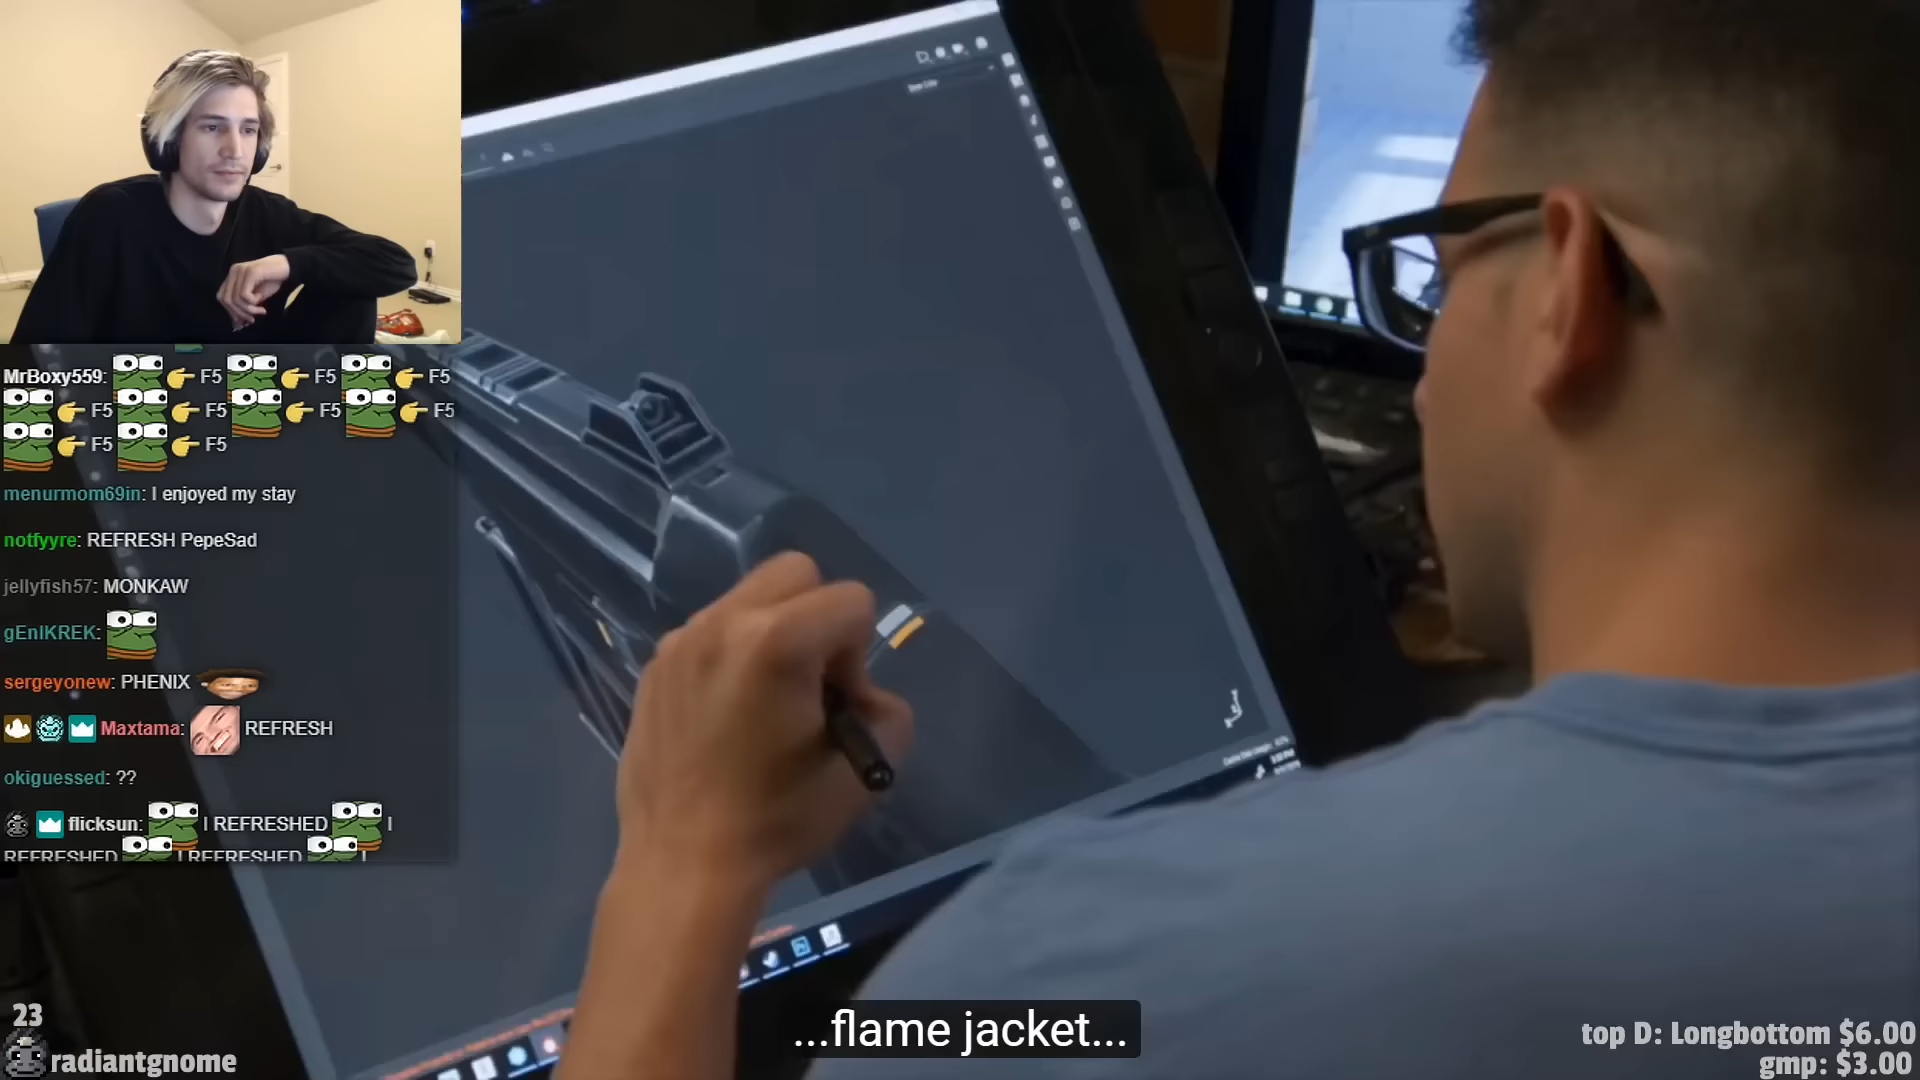 MrBoxy559: F5 F5 F5
F5 F5 F5 F5
F5 F5
menurmom69in: I enjoyed my stay
notfyyre: REFRESH PepeSad
jellyfish57: MONKAW
gEnIKREK:
sergeyonew: PHENIX
Maxtama: REFRESH
okiguessed: ??
flicksun: I REFRESHED I
REFRESHED I REFRESHED I
23
radiantgnome
...flame jacket...
top D: Longbottom $6.00
gmp: $3.00